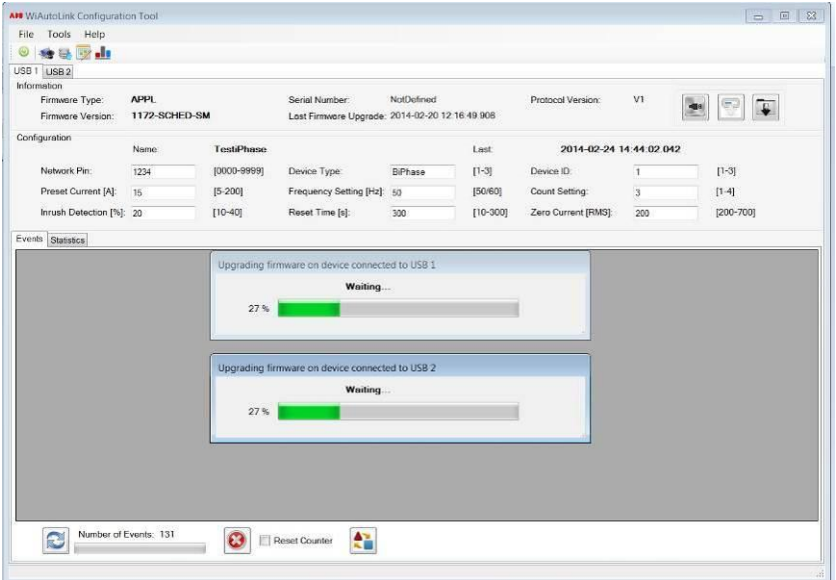 ABB WiAutoLink Configuration Tool
File Tools Help
USB 1 USB 2
Information
Firmware Type: APPL Serial Number: NotDefined Protocol Version: V1
Firmware Version: 1172-SCHED-SM Last Firmware Upgrade: 2014-02-20 12:16:49.906
Configuration
Name: TestiPhase Last: 2014-02-24 14:44:02.042
Network Pin: 1234 [0000-9999] Device Type: BiPhase [1-3] Device ID: 1 [1-3]
Preset Current [A]: 15 [5-200] Frequency Setting [Hz]: 50 [50/60] Count Setting: 3 [1-4]
Inrush Detection [%]: 20 [10-40] Reset Time [s]: 300 [10-300] Zero Current [RMS]: 200 [200-700]
Events Statistics
Upgrading firmware on device connected to USB 1
Waiting...
27 %
Upgrading firmware on device connected to USB 2
Waiting...
27 %
Number of Events: 131 Reset Counter